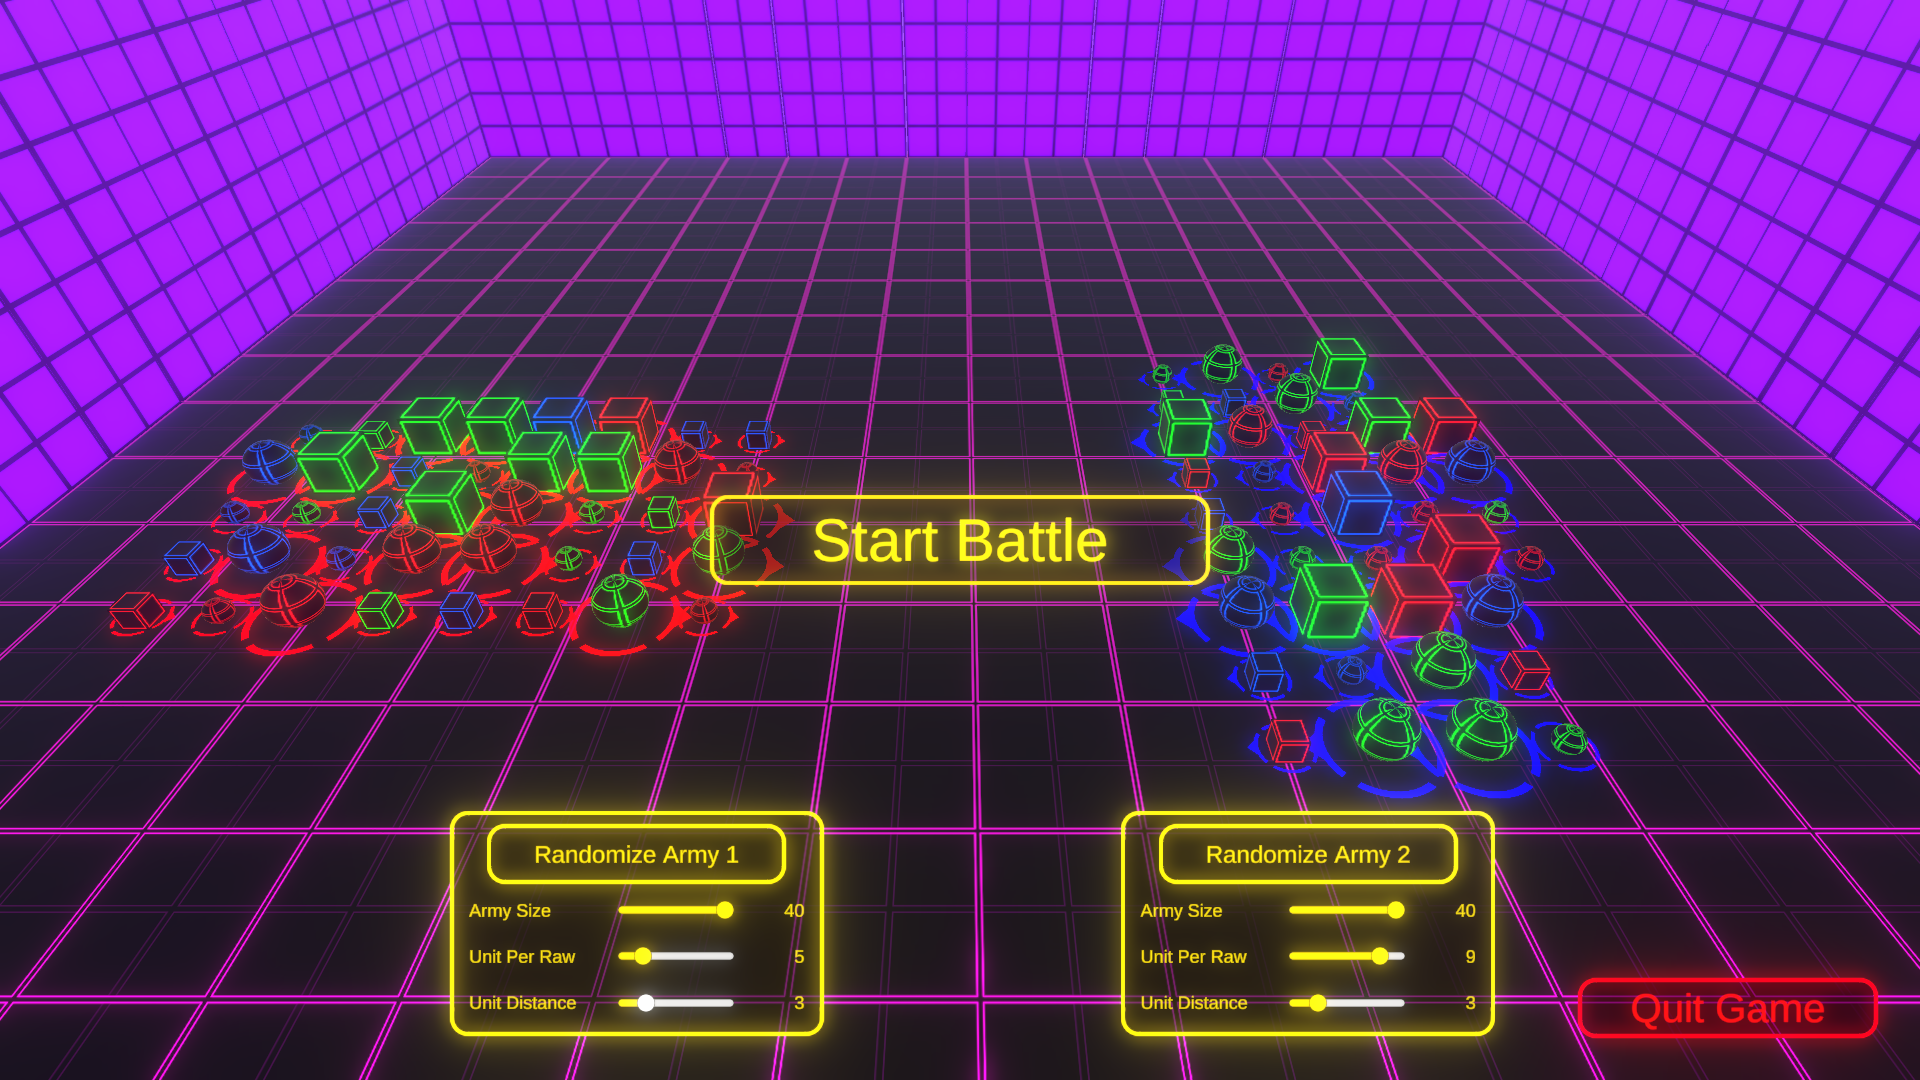 Start Battle
Randomize Army 1
Army Size 40
Unit Per Raw 5
Unit Distance 3
Randomize Army 2
Army Size 40
Unit Per Raw 9
Unit Distance 3
Quit Game